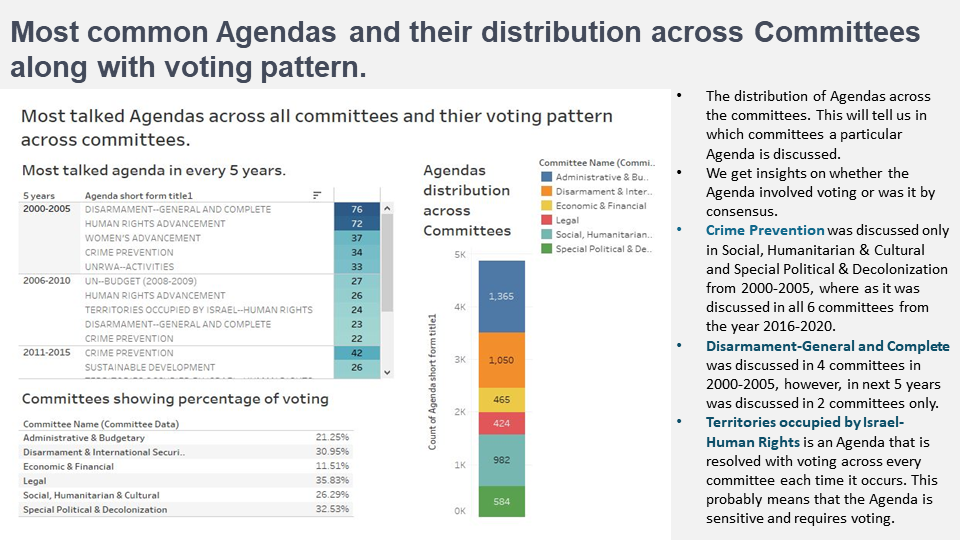 Most common Agendas and their distribution across Committees
along with voting pattern.
Most talked Agendas across all committees and thier voting pattern
across committees.
Most talked agenda in every 5 years.
5 years Agenda short form title1
2000-2005 DISARMAMENT--GENERAL AND COMPLETE 76
HUMAN RIGHTS ADVANCEMENT 72
WOMEN'S ADVANCEMENT 37
CRIME PREVENTION 34
UNRWA--ACTIVITIES 33
2006-2010 UN--BUDGET (2008-2009) 27
HUMAN RIGHTS ADVANCEMENT 26
TERRITORIES OCCUPIED BY ISRAEL--HUMAN RIGHTS 24
DISARMAMENT--GENERAL AND COMPLETE 23
CRIME PREVENTION 22
2011-2015 CRIME PREVENTION 42
SUSTAINABLE DEVELOPMENT 26
Committees showing percentage of voting
Committee Name (Committee Data)
Administrative & Budgetary 21.25%
Disarmament & International Securi.. 30.95%
Economic & Financial 11.51%
Legal 35.83%
Social, Humanitarian & Cultural 26.29%
Special Political & Decolonization 32.53%
Agendas
distribution
across
Committees
Committee Name (Commi..
Administrative & Bu..
Disarmament & Inter..
Economic & Financial
Legal
Social, Humanitarian..
Special Political & De..
Count of Agenda short form title1
5K
4K
3K
2K
1K
0K
1,365
1,050
465
424
982
584
• The distribution of Agendas across
the committees. This will tell us in
which committees a particular
Agenda is discussed.
• We get insights on whether the
Agenda involved voting or was it by
consensus.
• Crime Prevention was discussed only
in Social, Humanitarian & Cultural
and Special Political & Decolonization
from 2000-2005, where as it was
discussed in all 6 committees from
the year 2016-2020.
• Disarmament-General and Complete
was discussed in 4 committees in
2000-2005, however, in next 5 years
was discussed in 2 committees only.
• Territories occupied by Israel-
Human Rights is an Agenda that is
resolved with voting across every
committee each time it occurs. This
probably means that the Agenda is
sensitive and requires voting.